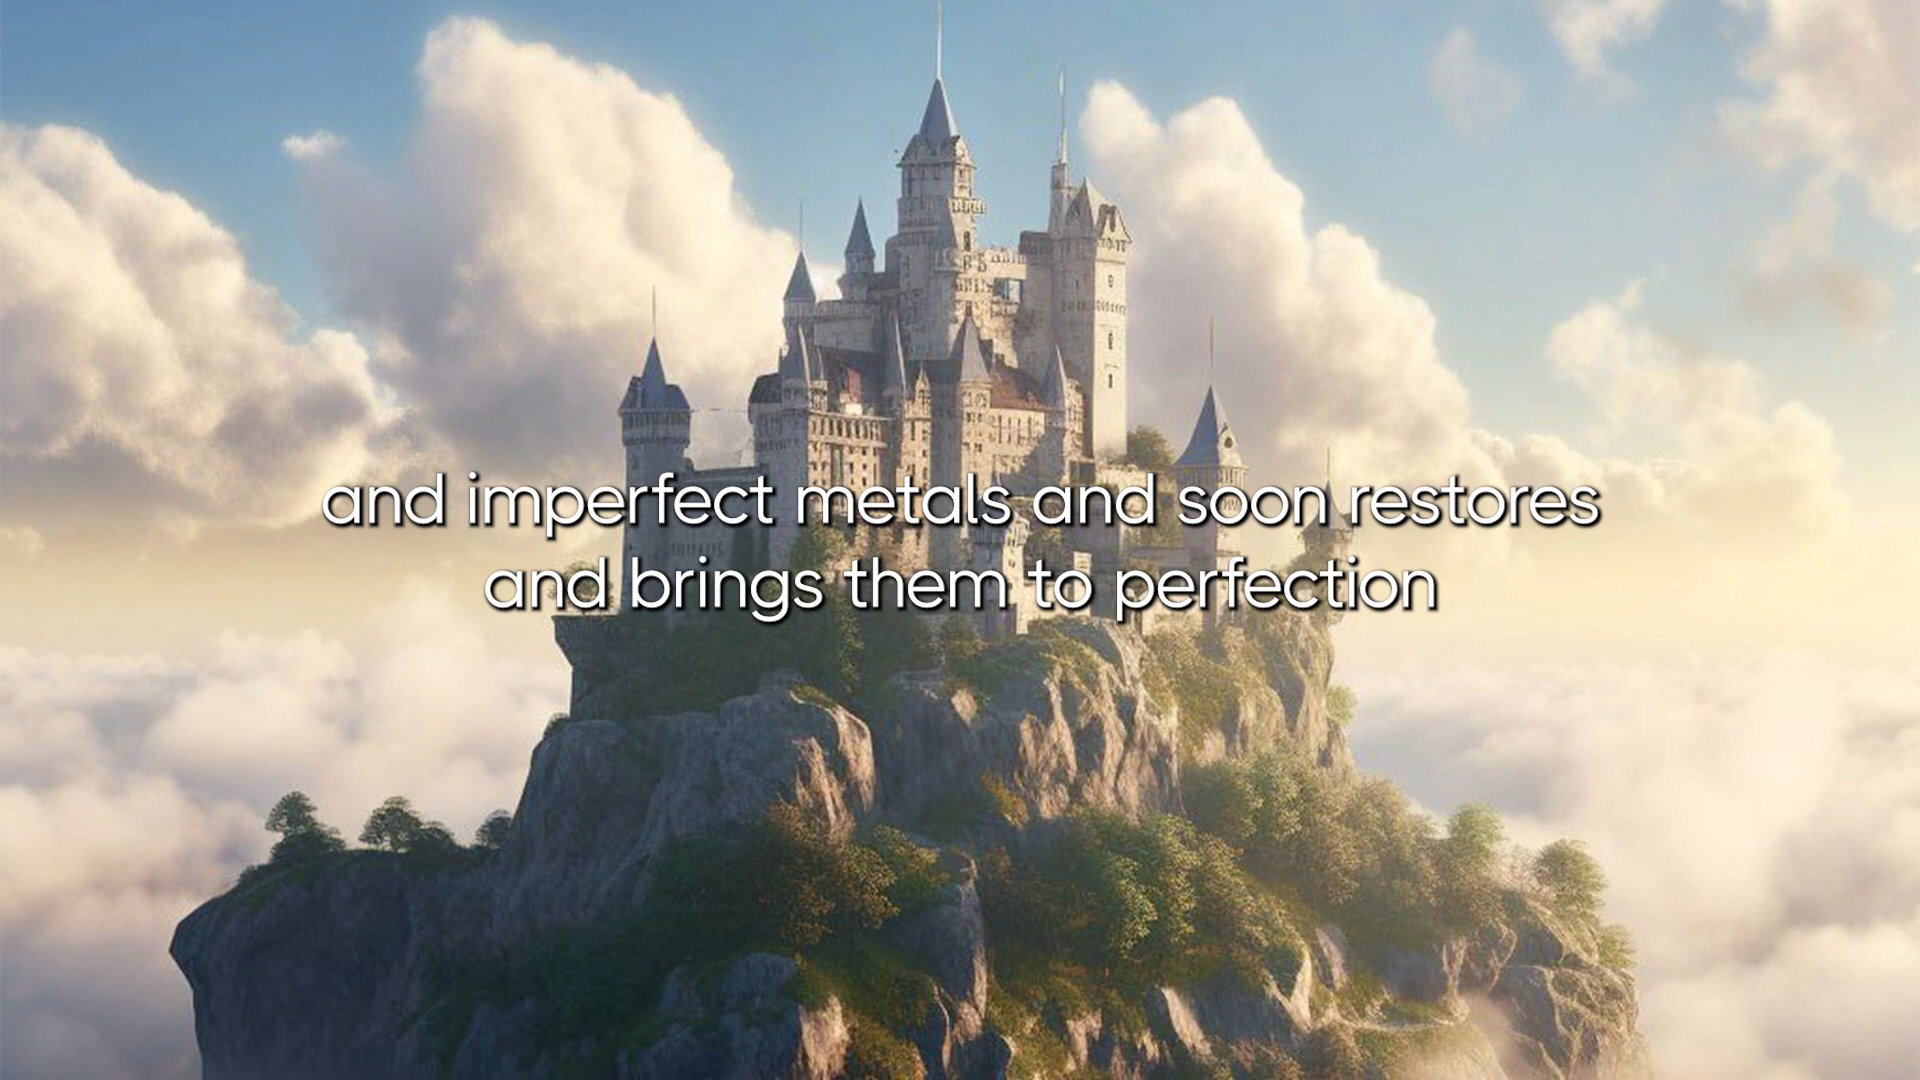 and imperfect metals and soon restores
and brings them to perfection